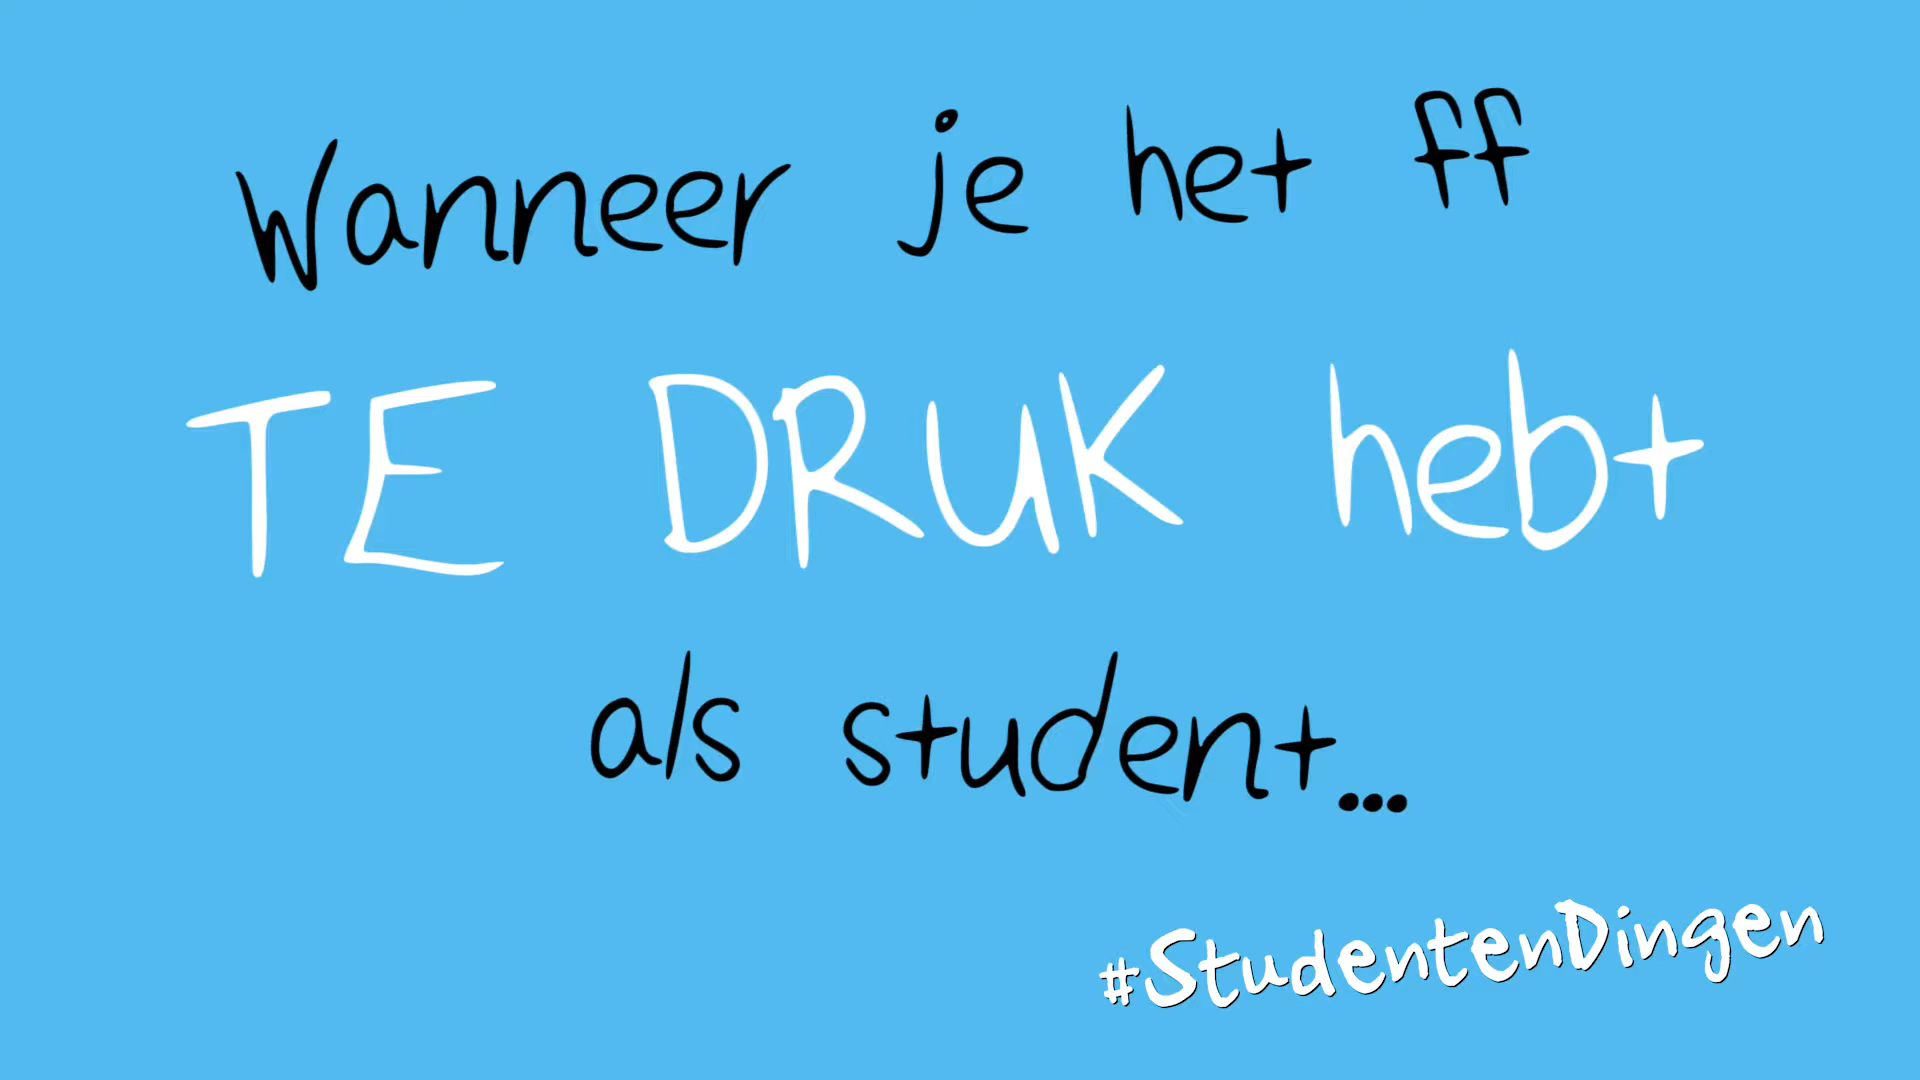 Wanneer je het ff
TE DRUK hebt
als student...
#StudentenDingen